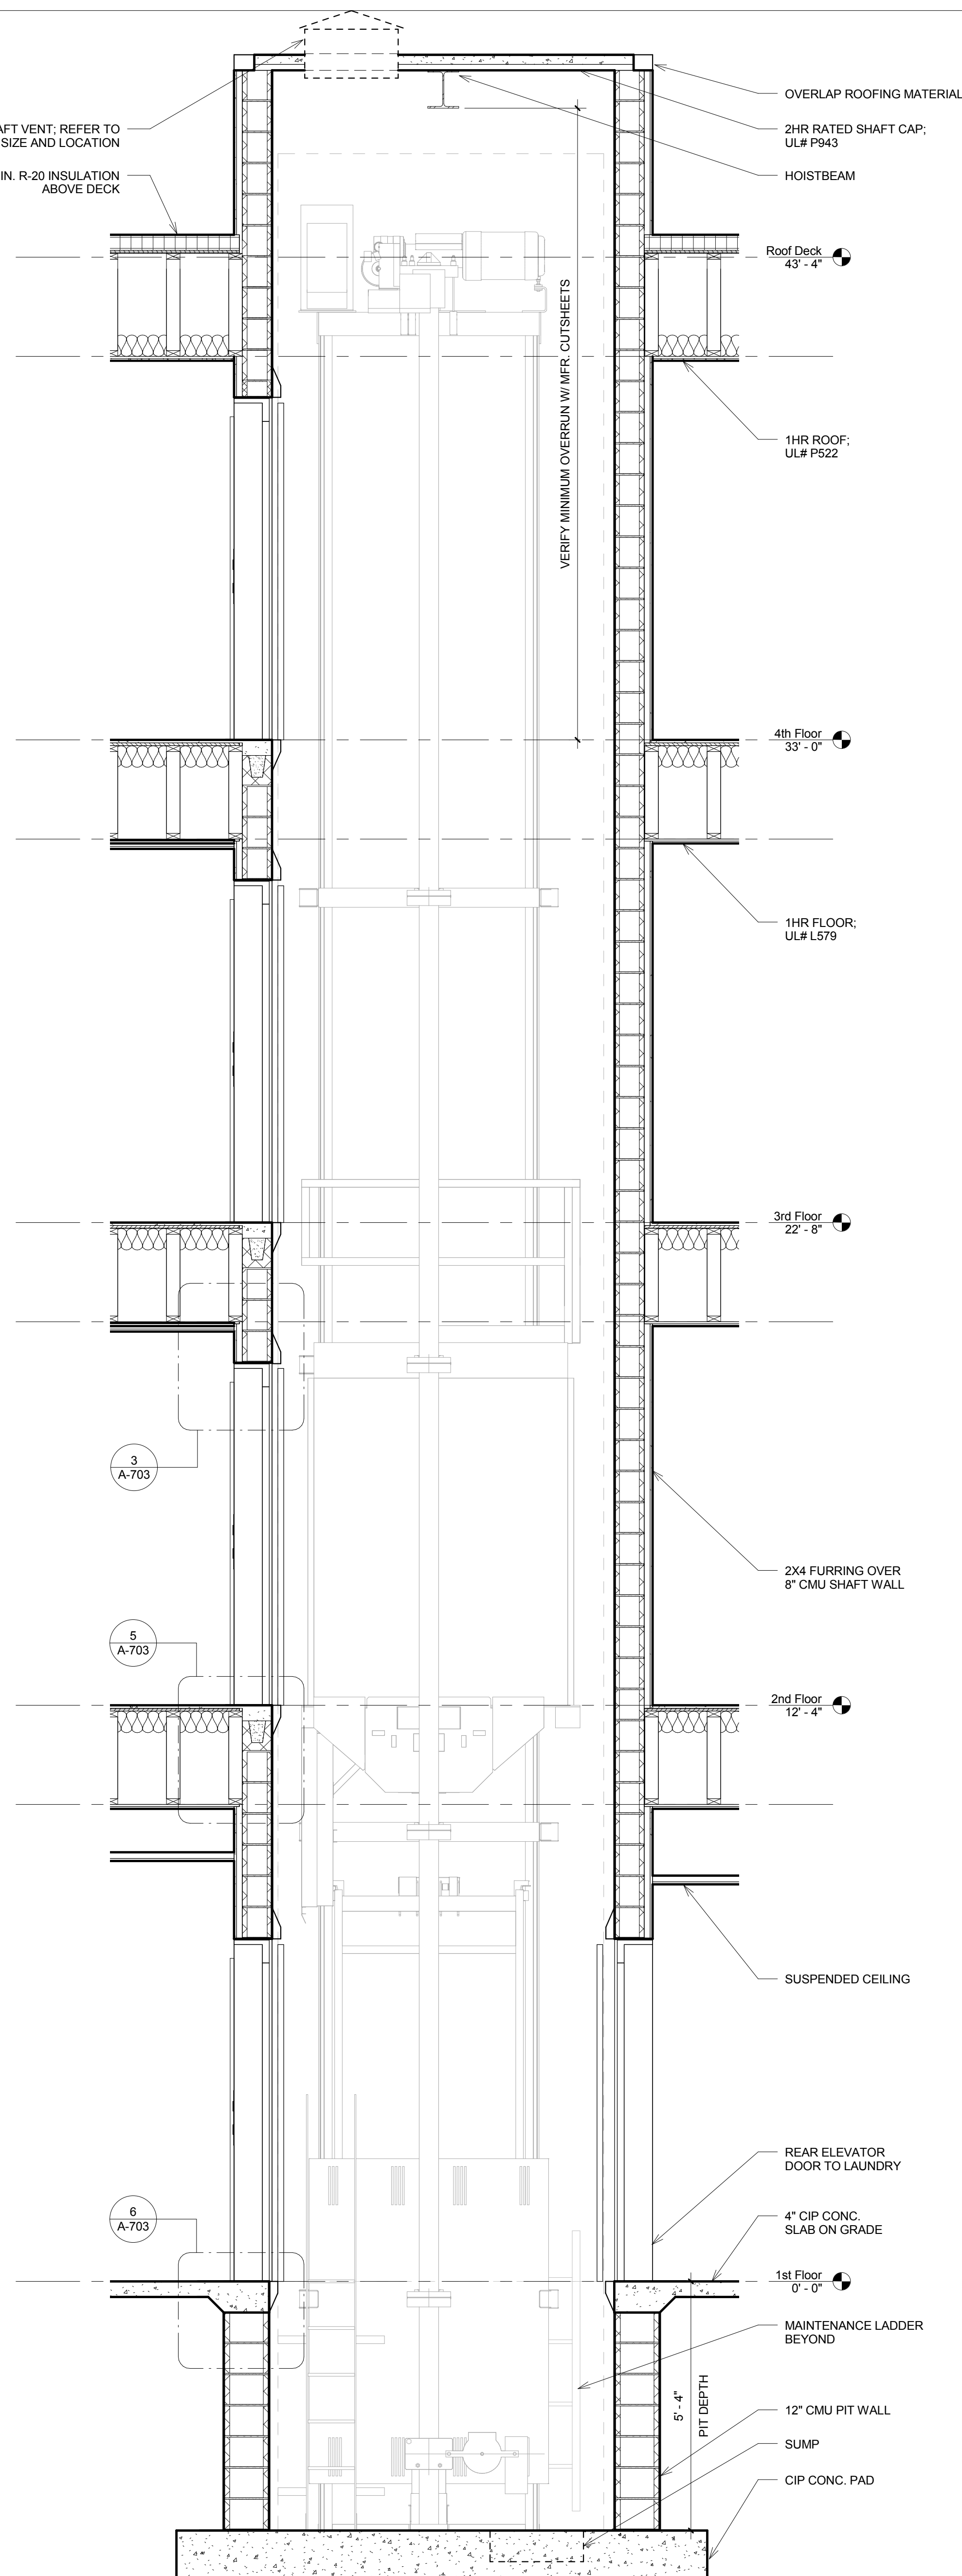 OVERLAP ROOFING MATERIAL
AFT VENT; REFER TO
SIZE AND LOCATION
2HR RATED SHAFT CAP;
UL# P943
IN. R-20 INSULATION
ABOVE DECK
HOISTBEAM
Roof Deck
43' - 4"
VERIFY MINIMUM OVERRUN W/ MFR. CUTSHEETS
1HR ROOF;
UL# P522
4th Floor
33' - 0"
1HR FLOOR;
UL# L579
3rd Floor
22' - 8"
3
A-703
2X4 FURRING OVER
8" CMU SHAFT WALL
5
A-703
2nd Floor
12' - 4"
SUSPENDED CEILING
REAR ELEVATOR
DOOR TO LAUNDRY
6
A-703
4" CIP CONC.
SLAB ON GRADE
1st Floor
0' - 0"
MAINTENANCE LADDER
BEYOND
5' - 4"
PIT DEPTH
12" CMU PIT WALL
SUMP
CIP CONC. PAD